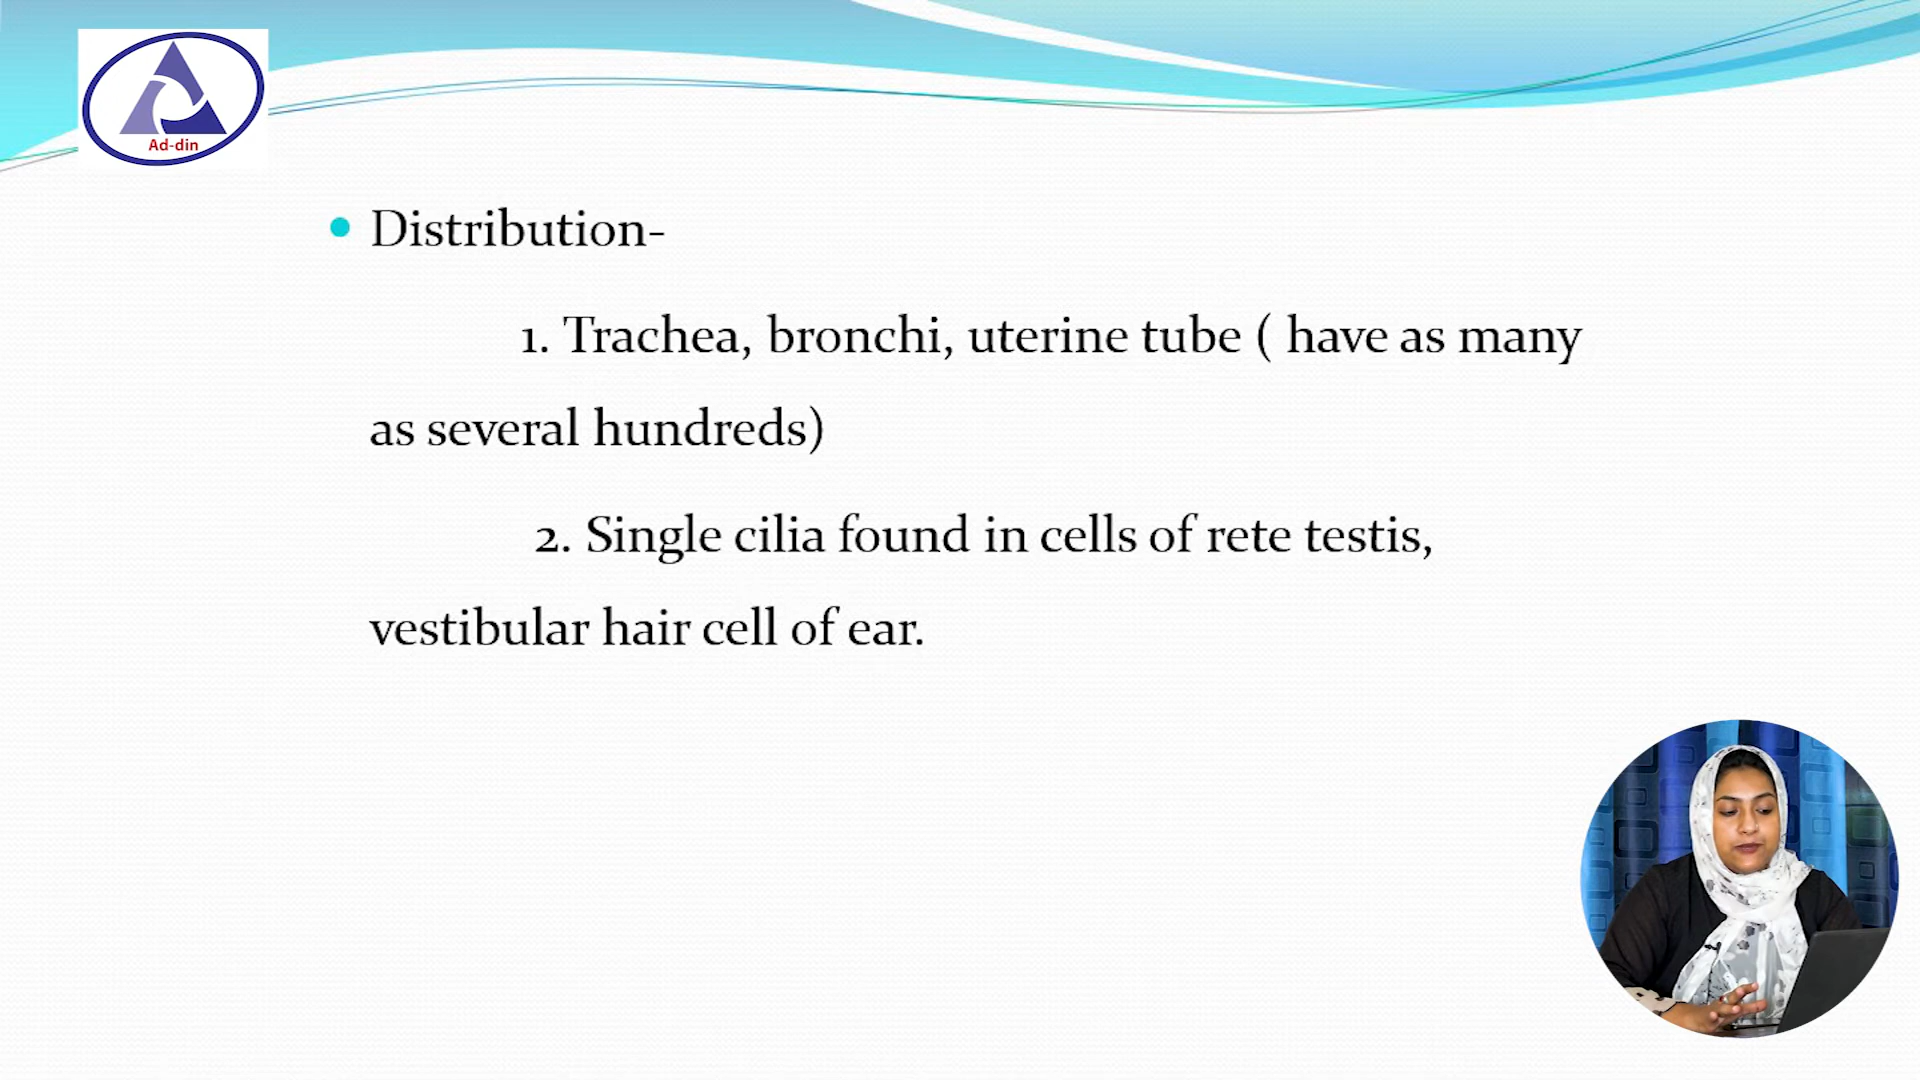 Ad-din
Distribution-
1. Trachea, bronchi, uterine tube ( have as many
as several hundreds)
2. Single cilia found in cells of rete testis,
vestibular hair cell of ear.